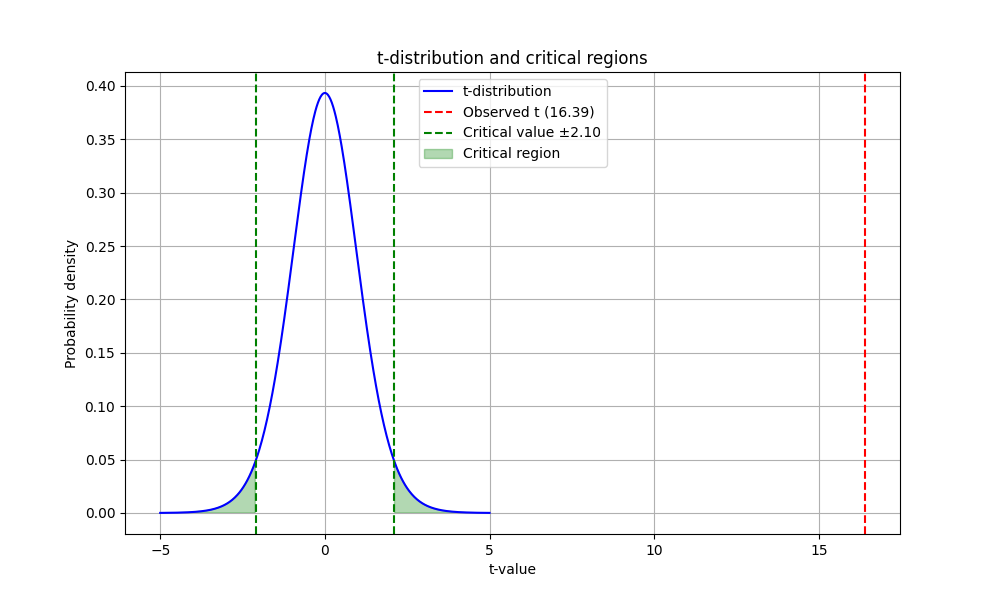 t-distribution and critical regions
t-distribution
Observed t (16.39)
Critical value ±2.10
Critical region
Probability density
0.40
0.35
0.30
0.25
0.20
0.15
0.10
0.05
0.00
−5
0
5
10
15
t-value